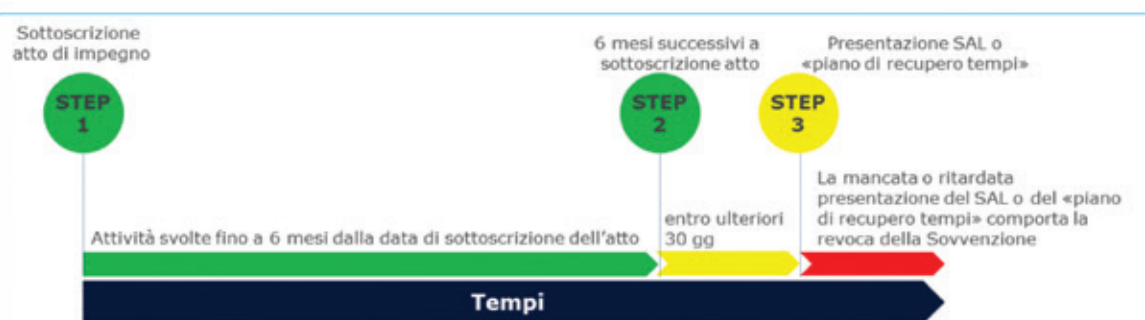 Sottoscrizione
atto di impegno
6 mesi successivi a
sottoscrizione atto
Presentazione SAL o
«piano di recupero tempi»
STEP
1
STEP
2
STEP
3
La mancata o ritardata
presentazione del SAL o del «piano
di recupero tempi» comporta la
revoca della Sovvenzione
entro ulteriori
30 gg
Attività svolte fino a 6 mesi dalla data di sottoscrizione dell'atto
Tempi